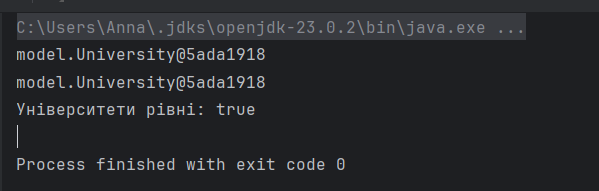 C:\Users\Anna\.jdks\openjdk-23.0.2\bin\java.exe ...
model.University@5ada1918
model.University@5ada1918
Університети рівні: true
Process finished with exit code 0